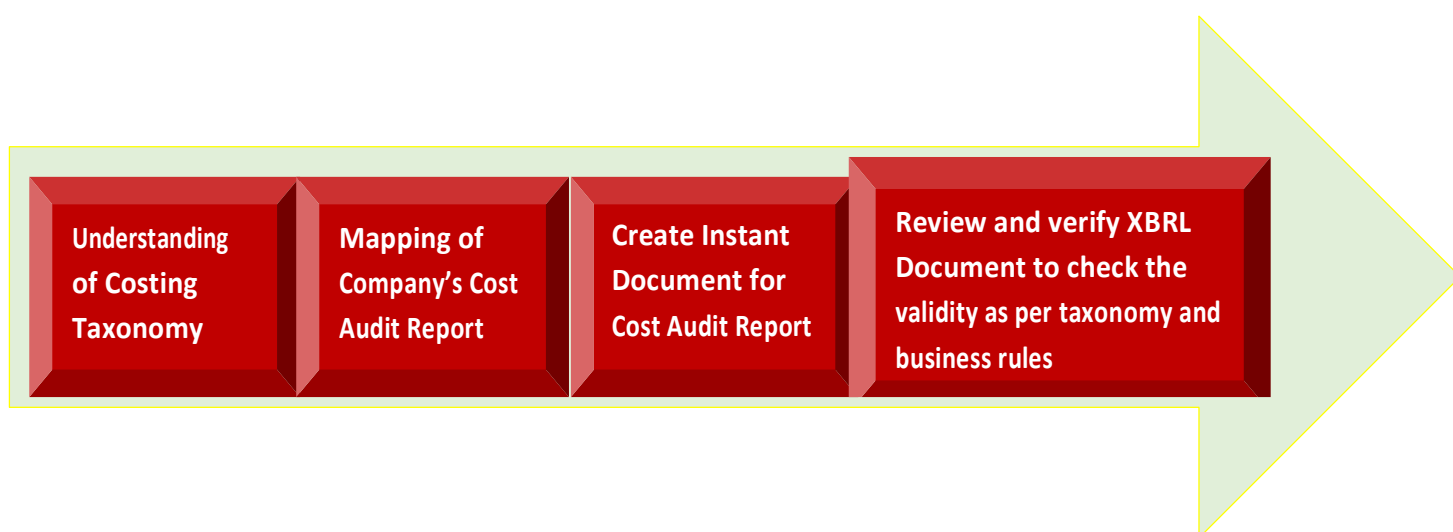 Understanding
of Costing
Taxonomy
Mapping of
Company’s Cost
Audit Report
Create Instant
Document for
Cost Audit Report
Review and verify XBRL
Document to check the
validity as per taxonomy and
business rules